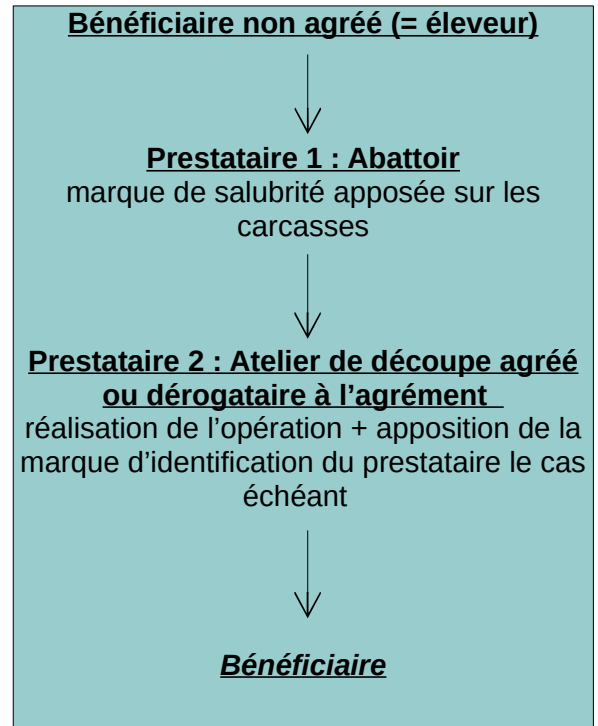 Bénéficiaire non agréé (= éleveur)
Prestataire 1 : Abattoir
marque de salubrité apposée sur les
carcasses
Prestataire 2 : Atelier de découpe agréé
ou dérogataire à l’agrément
réalisation de l’opération + apposition de la
marque d’identification du prestataire le cas
échéant
Bénéficiaire